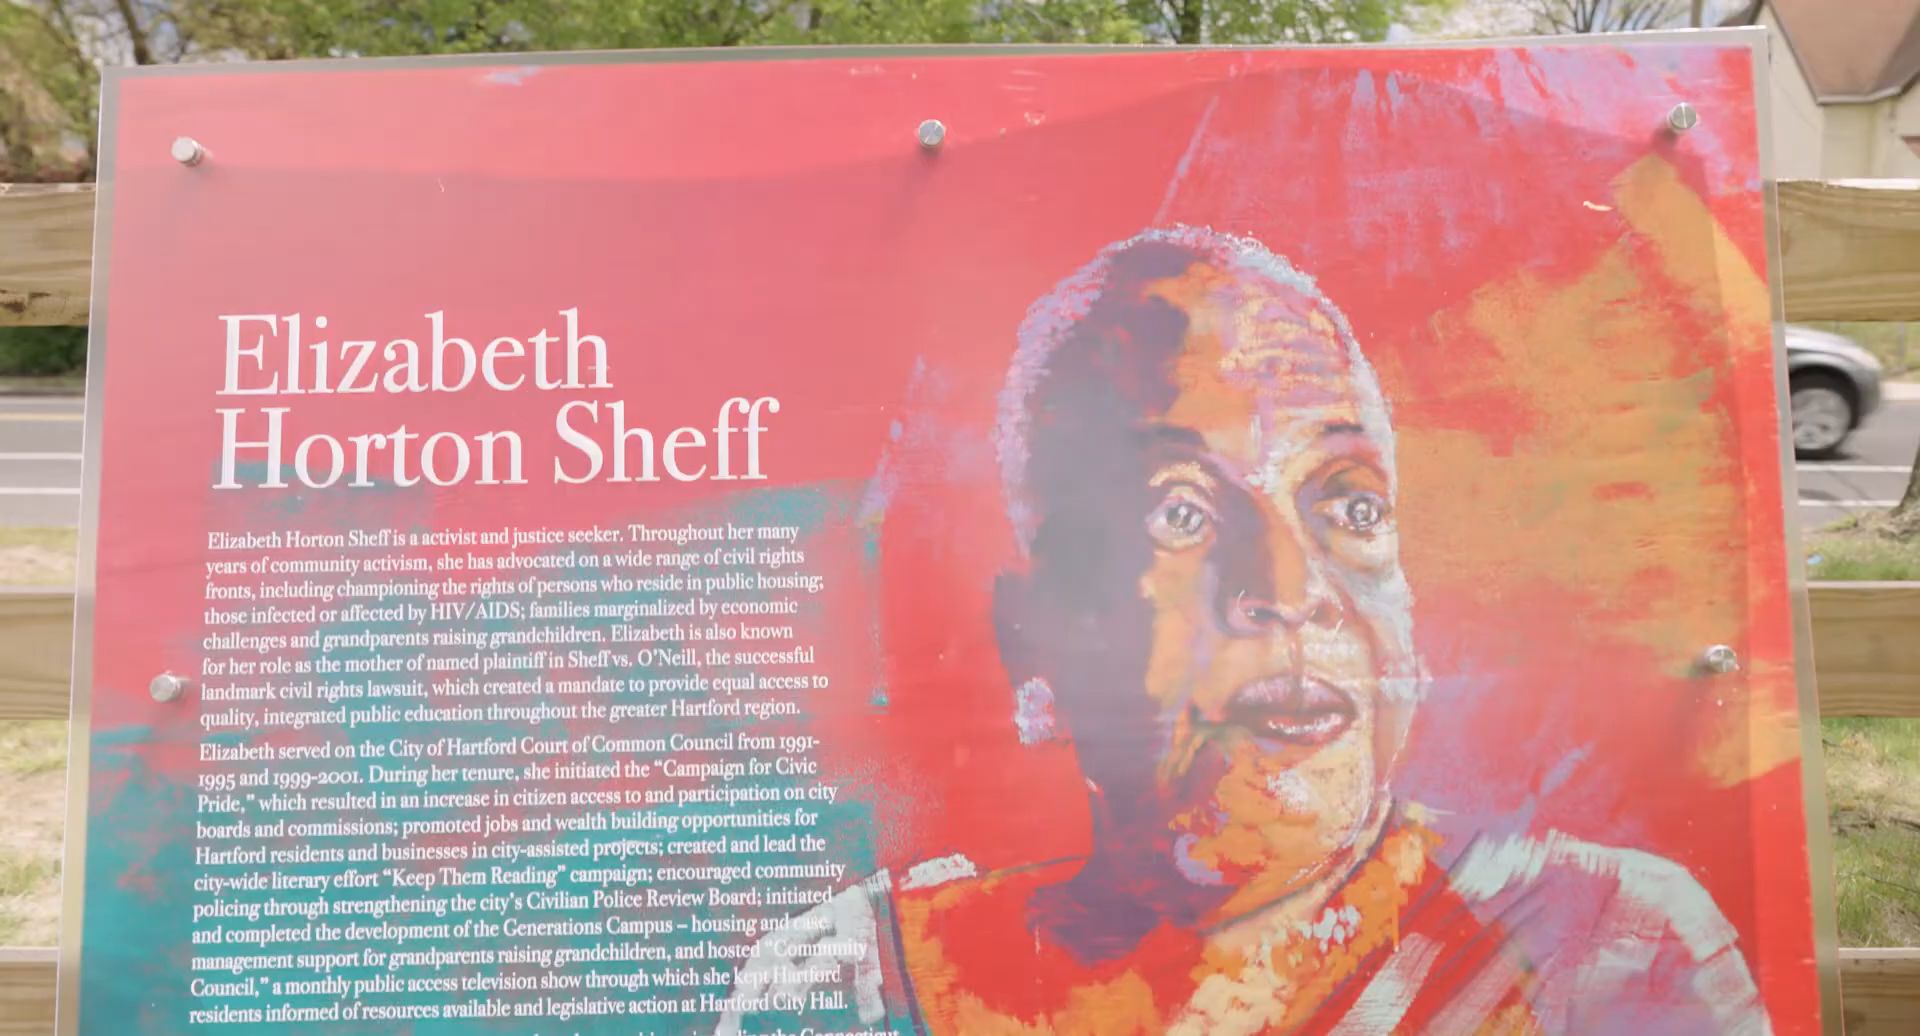 Elizabeth
Horton Sheff
Elizabeth Horton Sheff is a activist and justice seeker. Throughout her many
years of community activism, she has advocated on a wide range of civil rights
fronts, including championing the rights of persons who reside in public housing;
those infected or affected by HIV/AIDS; families marginalized by economic
challenges and grandparents raising grandchildren. Elizabeth is also known
for her role as the mother of named plaintiff in Sheff vs. O’Neill, the successful
landmark civil rights lawsuit, which created a mandate to provide equal access to
quality, integrated public education throughout the greater Hartford region.
Elizabeth served on the City of Hartford Court of Common Council from 1991-
1995 and 1999-2001. During her tenure, she initiated the “Campaign for Civic
Pride,” which resulted in an increase in citizen access to and participation on city
boards and commissions; promoted jobs and wealth building opportunities for
Hartford residents and businesses in city-assisted projects; created and lead the
city-wide literary effort “Keep Them Reading” campaign; encouraged community
policing through strengthening the city’s Civilian Police Review Board; initiated
and completed the development of the Generations Campus – housing and case
management support for grandparents raising grandchildren, and hosted “Community
Council,” a monthly public access television show through which she kept Hartford
residents informed of resources available and legislative action at Hartford City Hall.
the Connecticut